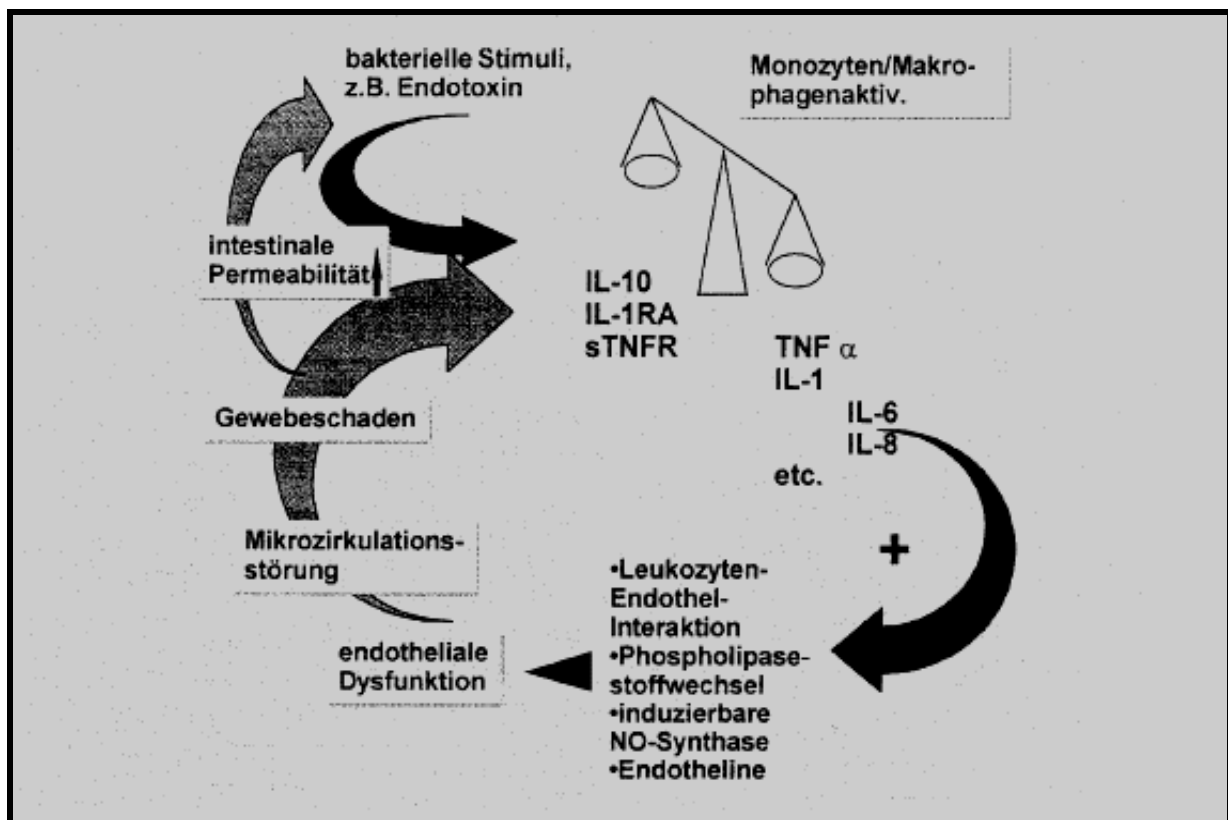 bakterielle Stimuli,
z.B. Endotoxin
Monozyten/Makro-
phagenaktiv.
intestinale
Permeabilität
IL-10
IL-1RA
sTNFR
TNF α
IL-1
IL-6
IL-8
etc.
Gewebeschaden
+
Mikrozirkulations-
störung
•Leukozyten-
Endothel-
Interaktion
•Phospholipase-
stoffwechsel
•induzierbare
NO-Synthase
•Endotheline
endotheliale
Dysfunktion